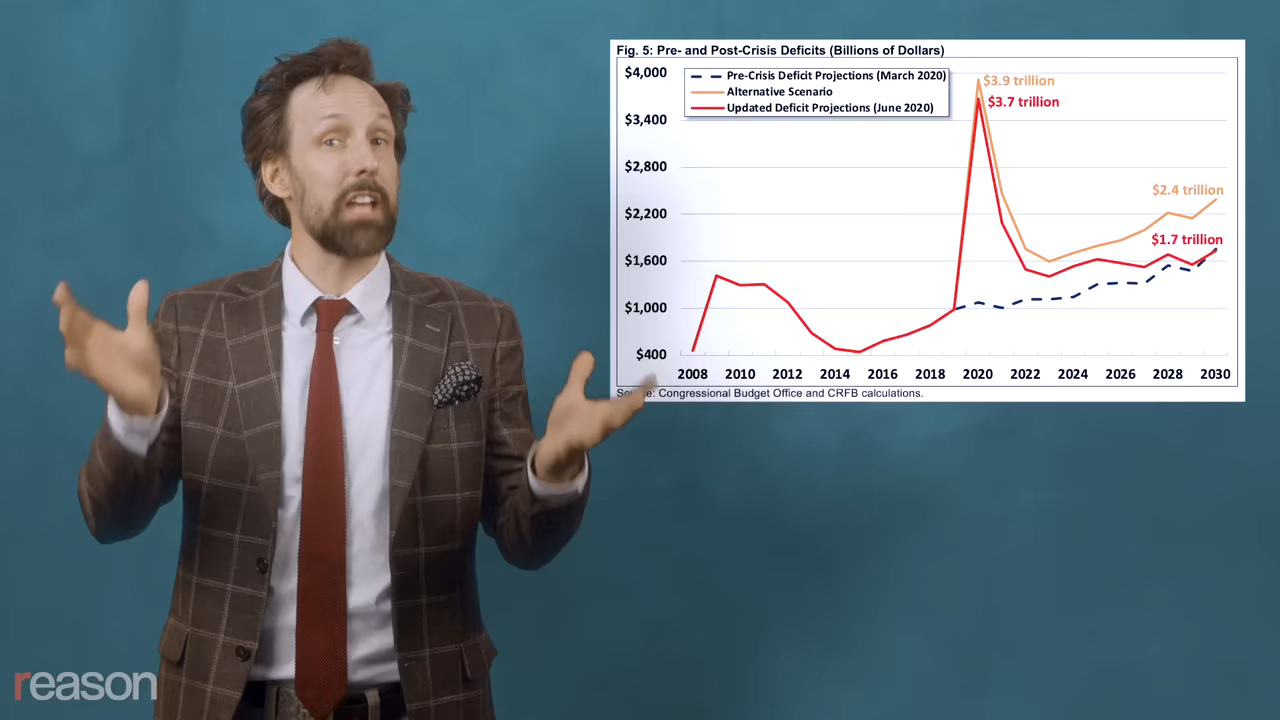 Fig. 5: Pre- and Post-Crisis Deficits (Billions of Dollars)
$4,000
$3,400
$2,800
$2,200
$1,600
$1,000
$400
Pre-Crisis Deficit Projections (March 2020)
Alternative Scenario
Updated Deficit Projections (June 2020)
$3.9 trillion
$3.7 trillion
$2.4 trillion
$1.7 trillion
2008 2010 2012 2014 2016 2018 2020 2022 2024 2026 2028 2030
Congressional Budget Office and CRFB calculations.
reason